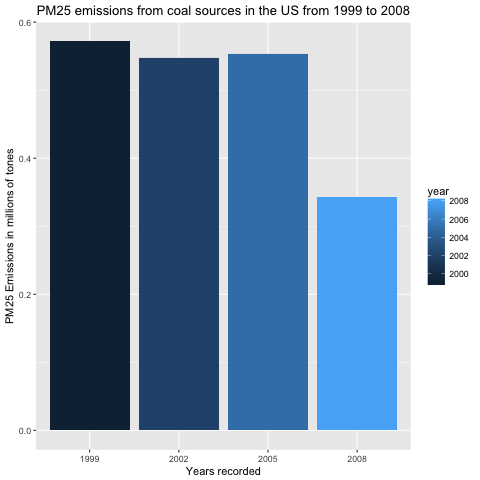 PM25 emissions from coal sources in the US from 1999 to 2008
PM25 Emissions in millions of tones
0.6
0.4
0.2
0.0
1999 2002 2005 2008
Years recorded
year
2008
2006
2004
2002
2000